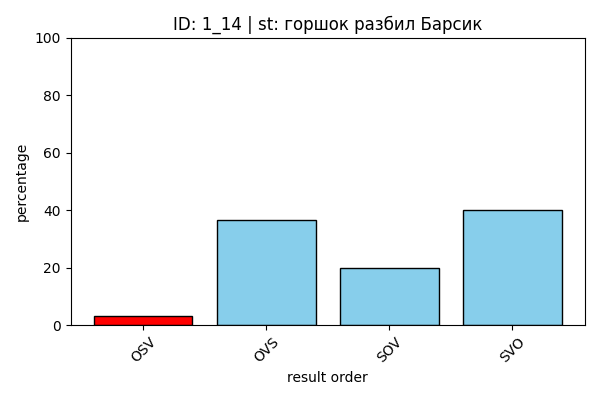 ID: 1_14 | st: горшок разбил Барсик
100
80
60
40
20
0
percentage
OSV
OVS
SOV
SVO
result order